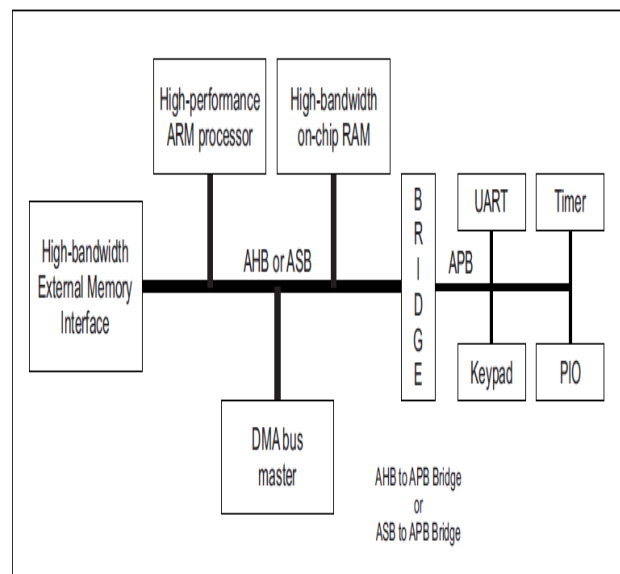 High-performance
ARM processor
High-bandwidth
on-chip RAM
High-bandwidth
External Memory
Interface
AHB or ASB
B
R
I
D
G
E
APB
UART
Timer
Keypad
PIO
DMA bus
master
AHB to APB Bridge
or
ASB to APB Bridge